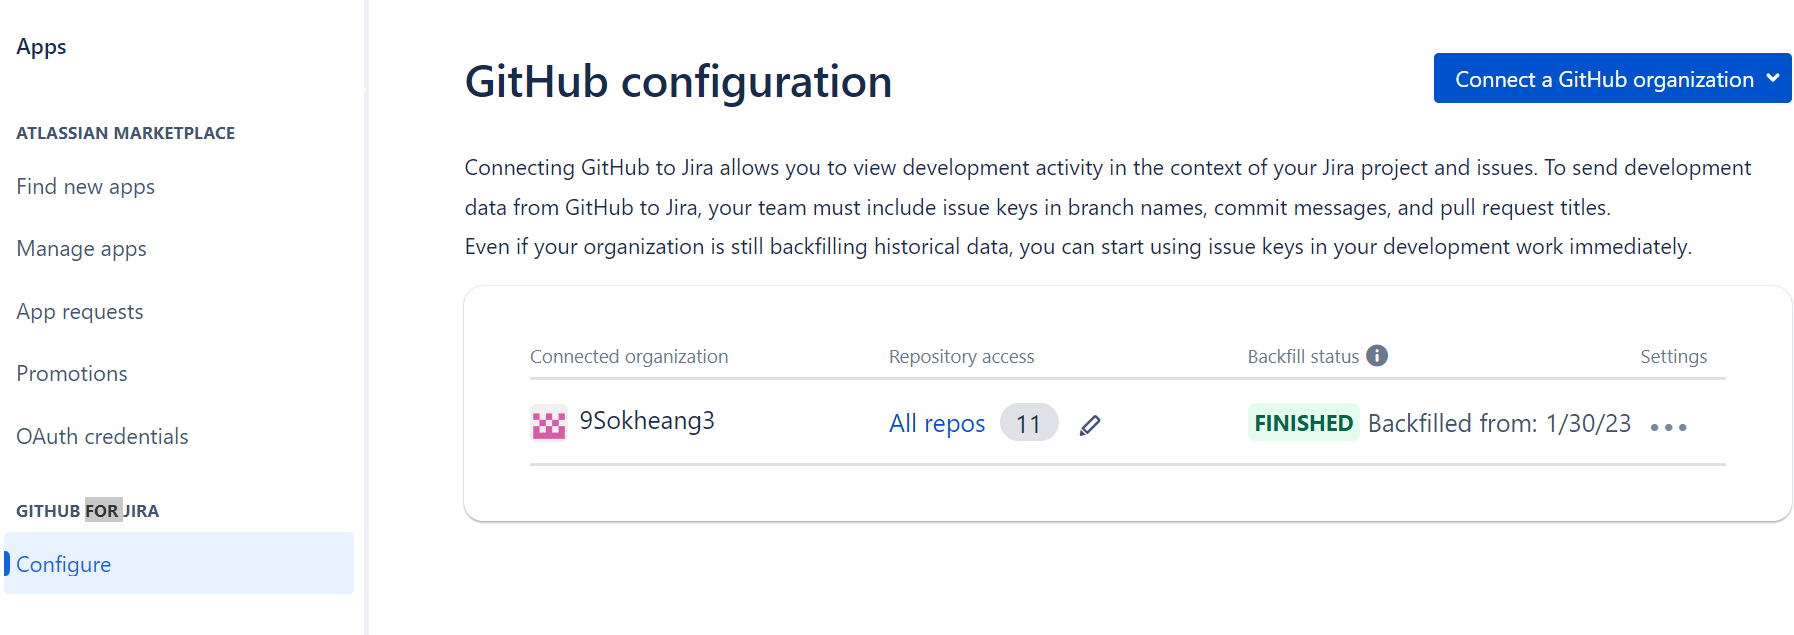 Apps
ATLASSIAN MARKETPLACE
Find new apps
Manage apps
App requests
Promotions
OAuth credentials
GITHUB FOR JIRA
Configure
GitHub configuration
Connect a GitHub organization
Connecting GitHub to Jira allows you to view development activity in the context of your Jira project and issues. To send development
data from GitHub to Jira, your team must include issue keys in branch names, commit messages, and pull request titles.
Even if your organization is still backfilling historical data, you can start using issue keys in your development work immediately.
Connected organization Repository access Backfill status Settings
9Sokheang3 All repos 11 FINISHED Backfilled from: 1/30/23